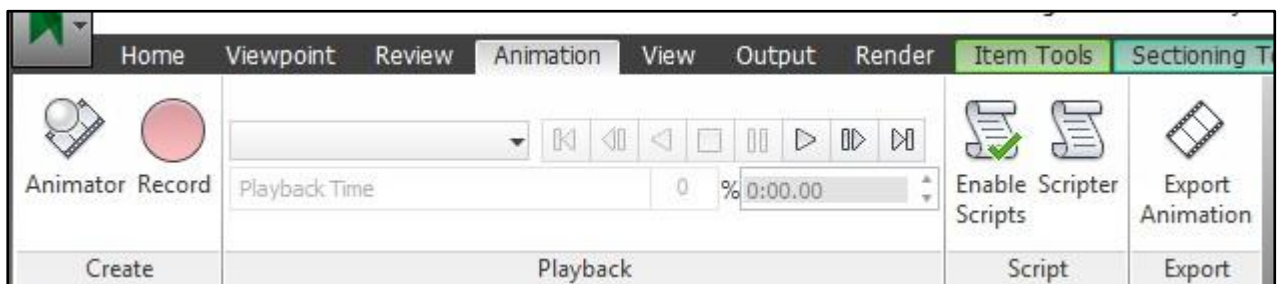 Home Viewpoint Review Animation View Output Render Item Tools Sectioning
Animator Record
Playback Time 0 % 0:00.00
Enable Scripts
Scripter
Export Animation
Create Playback Script Export